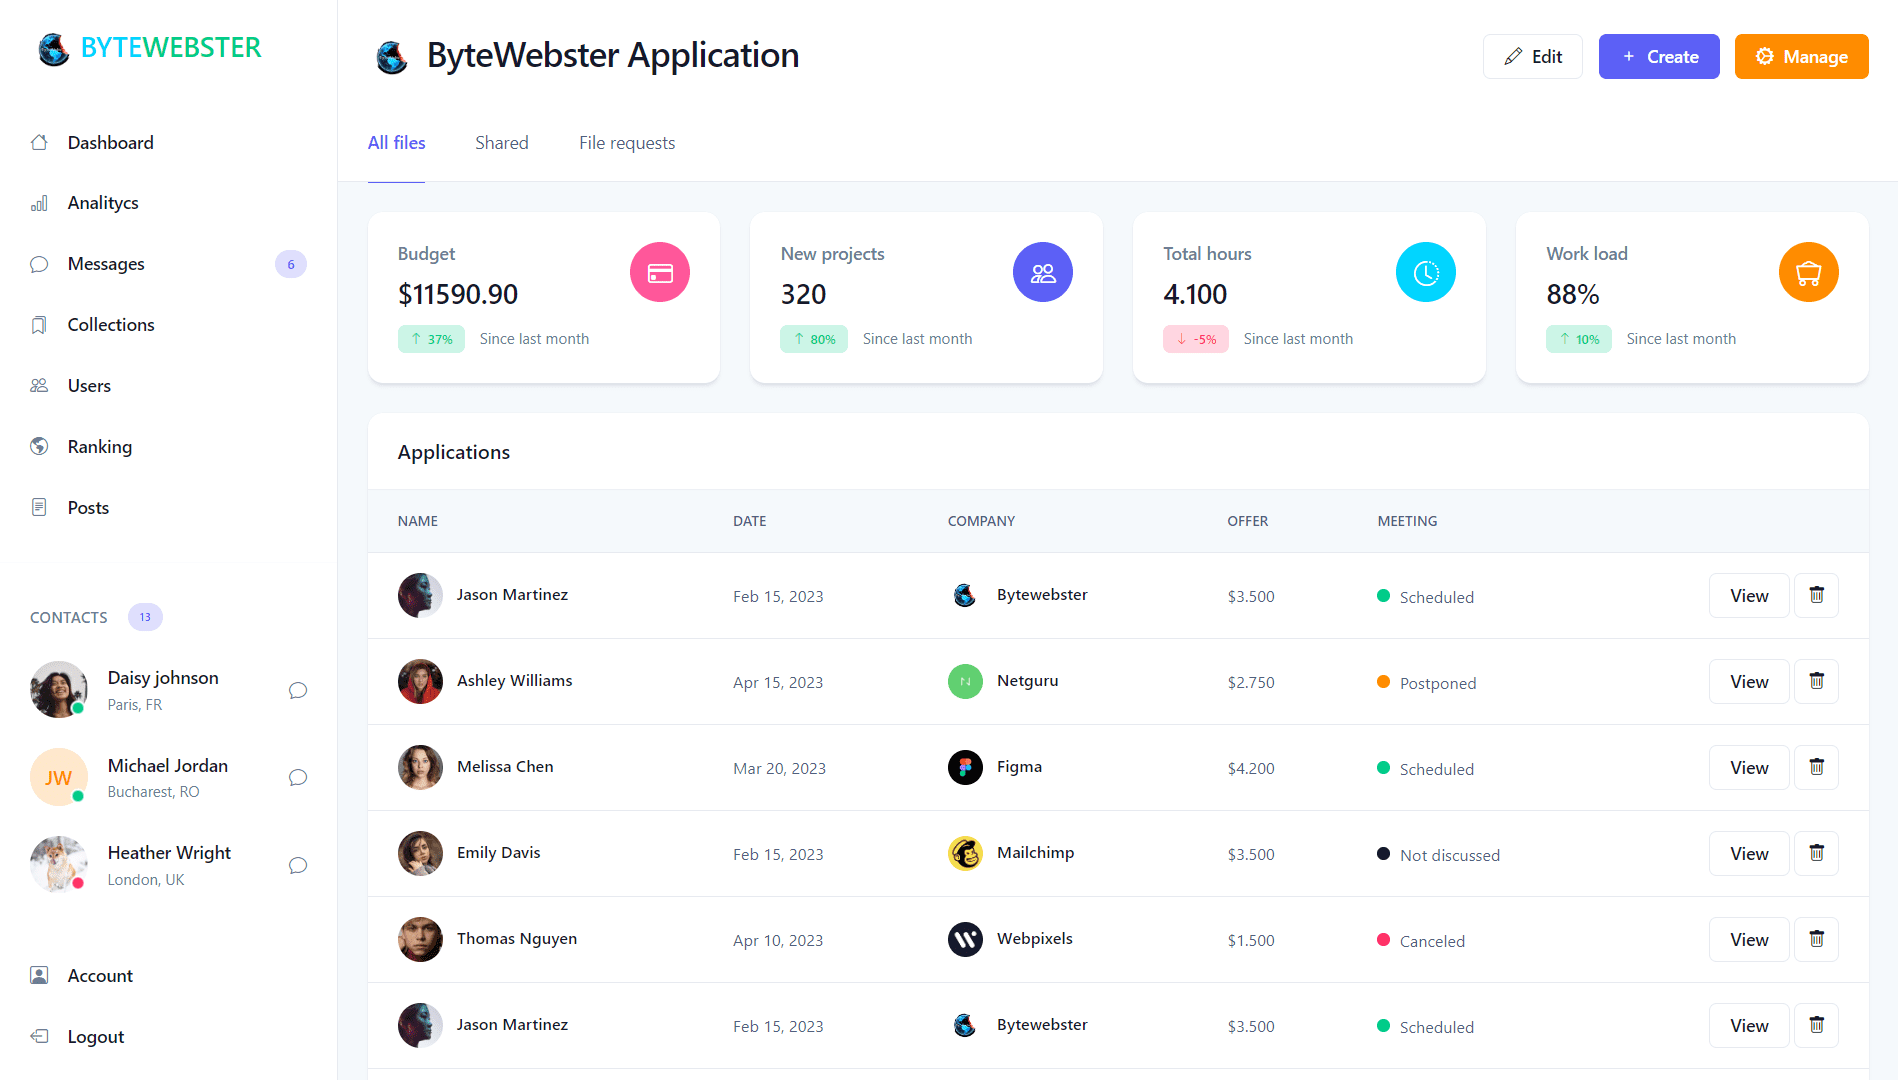 BYTEWEBSTER
Dashboard
Analitycs
Messages 6
Collections
Users
Ranking
Posts
CONTACTS 13
Daisy johnson
Paris, FR
JW
Michael Jordan
Bucharest, RO
Heather Wright
London, UK
Account
Logout
ByteWebster Application
Edit
+ Create
Manage
All files Shared File requests
Budget
$11590.90
↑ 37% Since last month
New projects
320
↑ 80% Since last month
Total hours
4.100
↓ -5% Since last month
Work load
88%
↑ 10% Since last month
Applications
NAME DATE COMPANY OFFER MEETING
Jason Martinez Feb 15, 2023 Bytewebster $3.500 Scheduled View
Ashley Williams Apr 15, 2023 Netguru $2.750 Postponed View
Melissa Chen Mar 20, 2023 Figma $4.200 Scheduled View
Emily Davis Feb 15, 2023 Mailchimp $3.500 Not discussed View
Thomas Nguyen Apr 10, 2023 Webpixels $1.500 Canceled View
Jason Martinez Feb 15, 2023 Bytewebster $3.500 Scheduled View